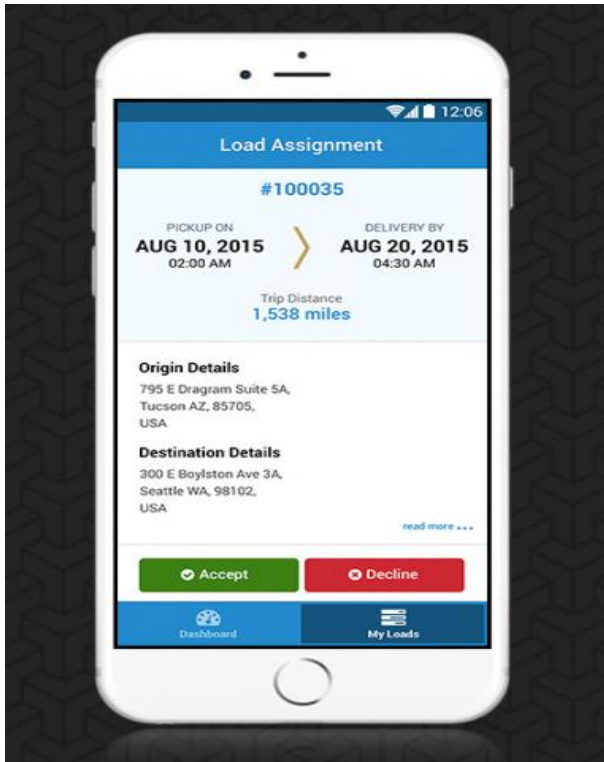 12:06
Load Assignment
#100035
PICKUP ON
AUG 10, 2015
02:00 AM
DELIVERY BY
AUG 20, 2015
04:30 AM
Trip Distance
1,538 miles
Origin Details
795 E Dragram Suite 5A,
Tucson AZ, 85705,
USA
Destination Details
300 E Boylston Ave 3A,
Seattle WA, 98102,
USA
read more •••
Accept
Decline
Dashboard
My Loads